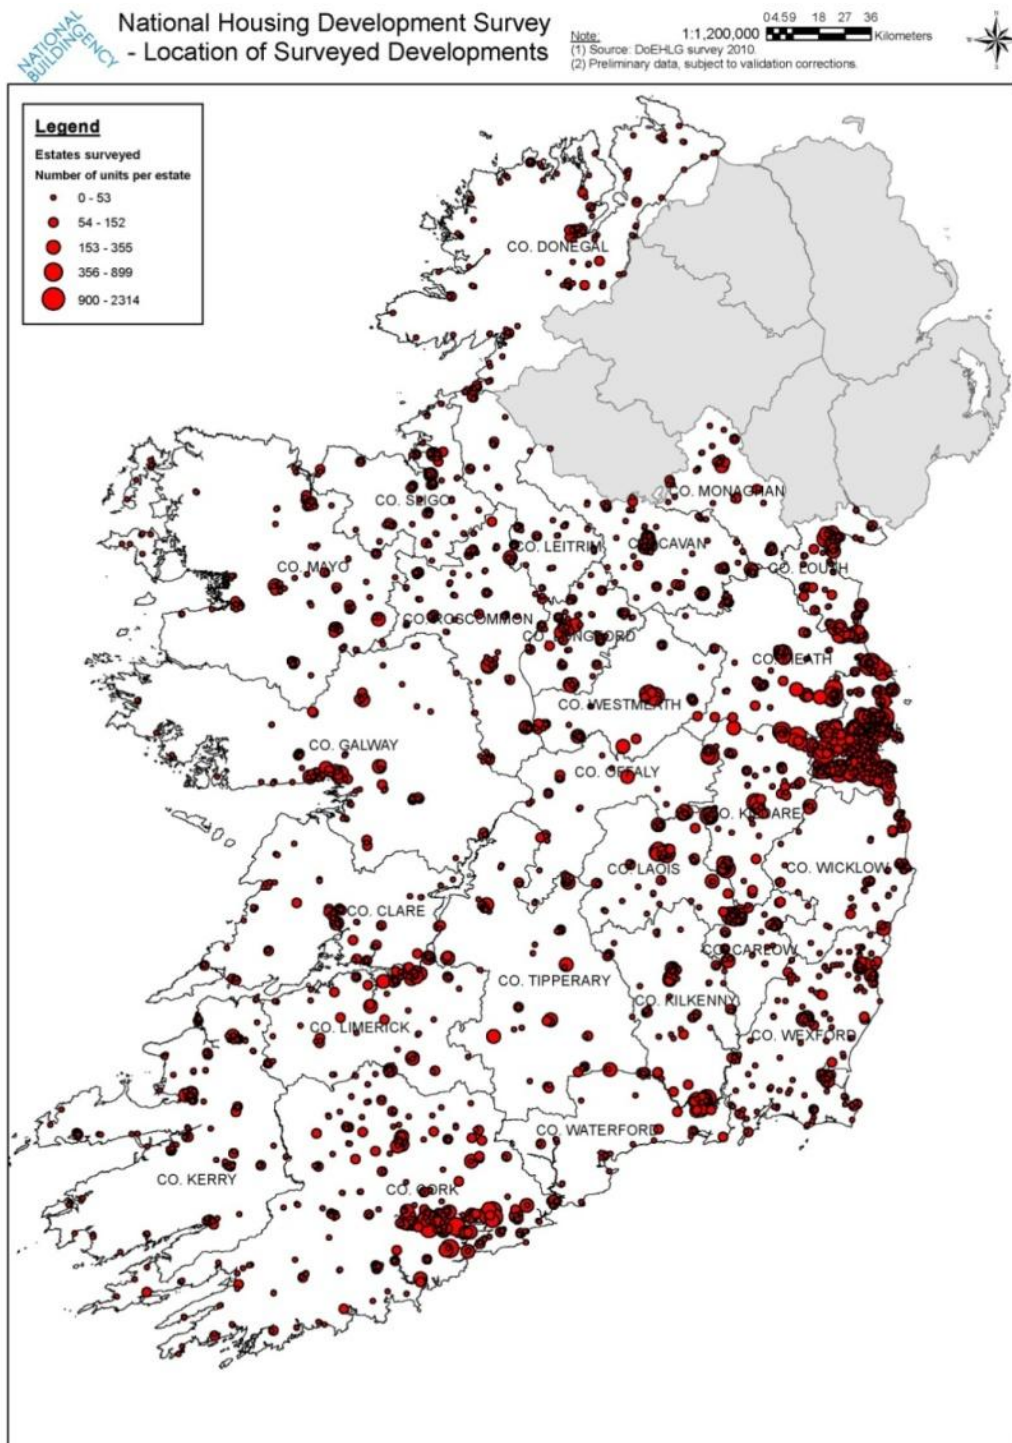 NATIONAL
BUILDING
AGENCY
National Housing Development Survey
- Location of Surveyed Developments
Note:
1:1,200,000
0 4.5 9 18 27 36
Kilometers
(1) Source: DoEHLG survey 2010.
(2) Preliminary data, subject to validation corrections.
N
Legend
Estates surveyed
Number of units per estate
0 - 53
54 - 152
153 - 355
356 - 899
900 - 2314
CO. DONEGAL
CO. MONAGHAN
CO. SLIGO
CO. LEITRIM
CO. CAVAN
CO. LOUTH
CO. MAYO
CO. ROSCOMMON
CO. LONGFORD
CO. MEATH
CO. WESTMEATH
CO. GALWAY
CO. OFFALY
CO. KILDARE
CO. LAOIS
CO. WICKLOW
CO. CLARE
CO. CARLOW
CO. TIPPERARY
CO. KILKENNY
CO. LIMERICK
CO. WEXFORD
CO. WATERFORD
CO. KERRY
CO. CORK